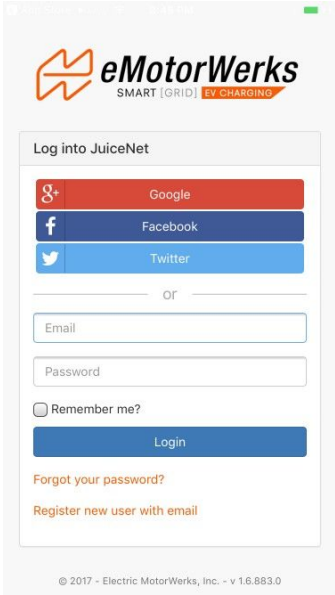 eMotorWerks
SMART [GRID] EV CHARGING
Log into JuiceNet
g+ Google
f Facebook
Twitter
or
Email
Password
Remember me?
Login
Forgot your password?
Register new user with email
© 2017 - Electric MotorWerks, Inc. - v 1.6.883.0